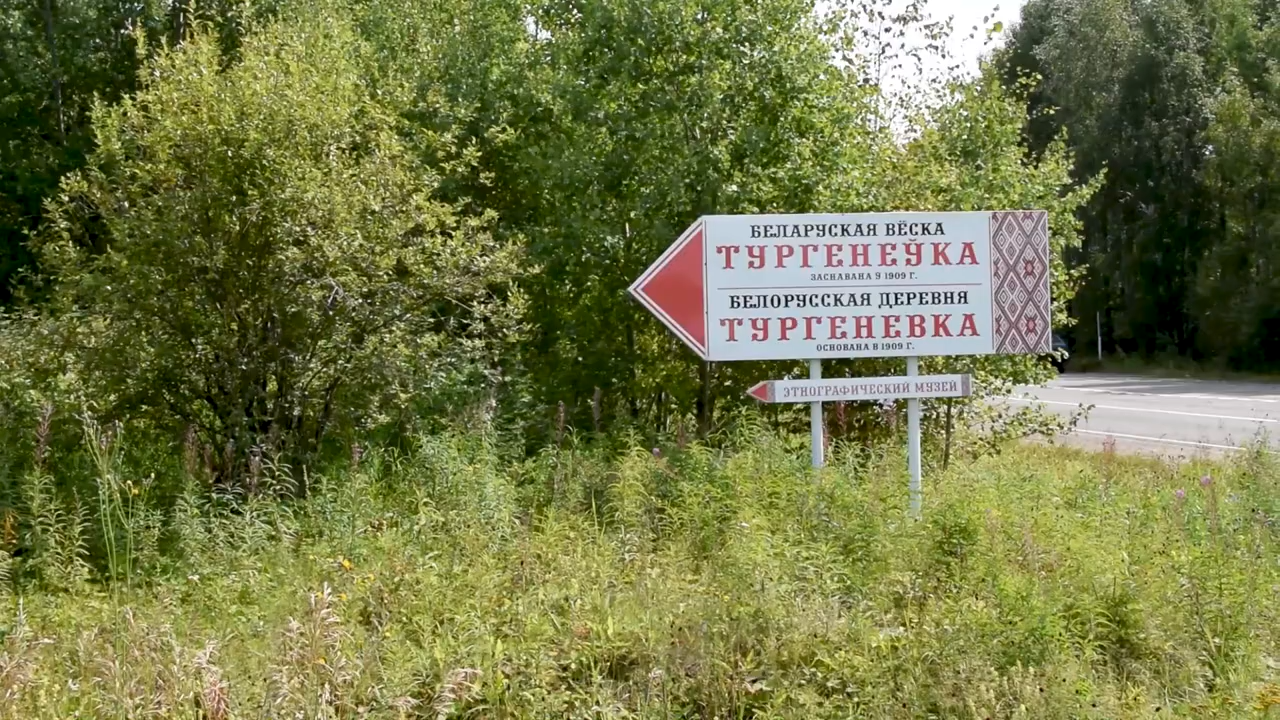 БЕЛАРУСКАЯ ВЁСКА
ТУРГЕНЕЎКА
ЗАСНАВАНА Ў 1909 Г.
БЕЛОРУССКАЯ ДЕРЕВНЯ
ТУРГЕНЕВКА
ОСНОВАНА В 1909 Г.
ЭТНОГРАФИЧЕСКИЙ МУЗЕЙ